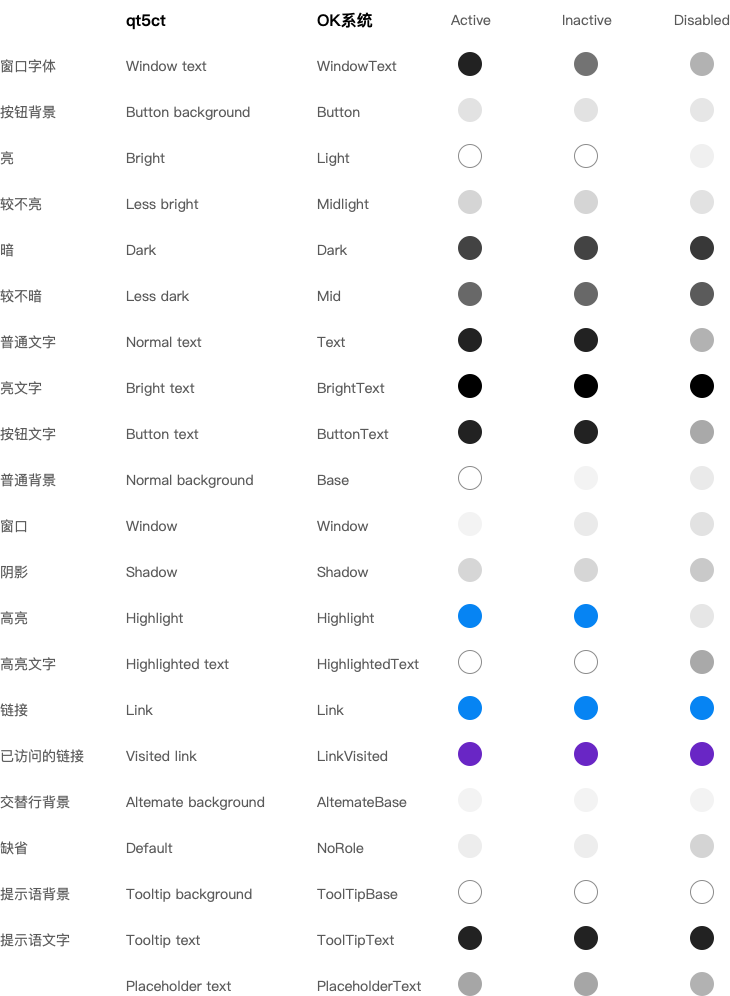 qt5ct OK系统 Active Inactive Disabled
窗口字体 Window text WindowText
按钮背景 Button background Button
亮 Bright Light
较不亮 Less bright Midlight
暗 Dark Dark
较不暗 Less dark Mid
普通文字 Normal text Text
亮文字 Bright text BrightText
按钮文字 Button text ButtonText
普通背景 Normal background Base
窗口 Window Window
阴影 Shadow Shadow
高亮 Highlight Highlight
高亮文字 Highlighted text HighlightedText
链接 Link Link
已访问的链接 Visited link LinkVisited
交替行背景 Altemate background AltemateBase
缺省 Default NoRole
提示语背景 Tooltip background ToolTipBase
提示语文字 Tooltip text ToolTipText
Placeholder text PlaceholderText